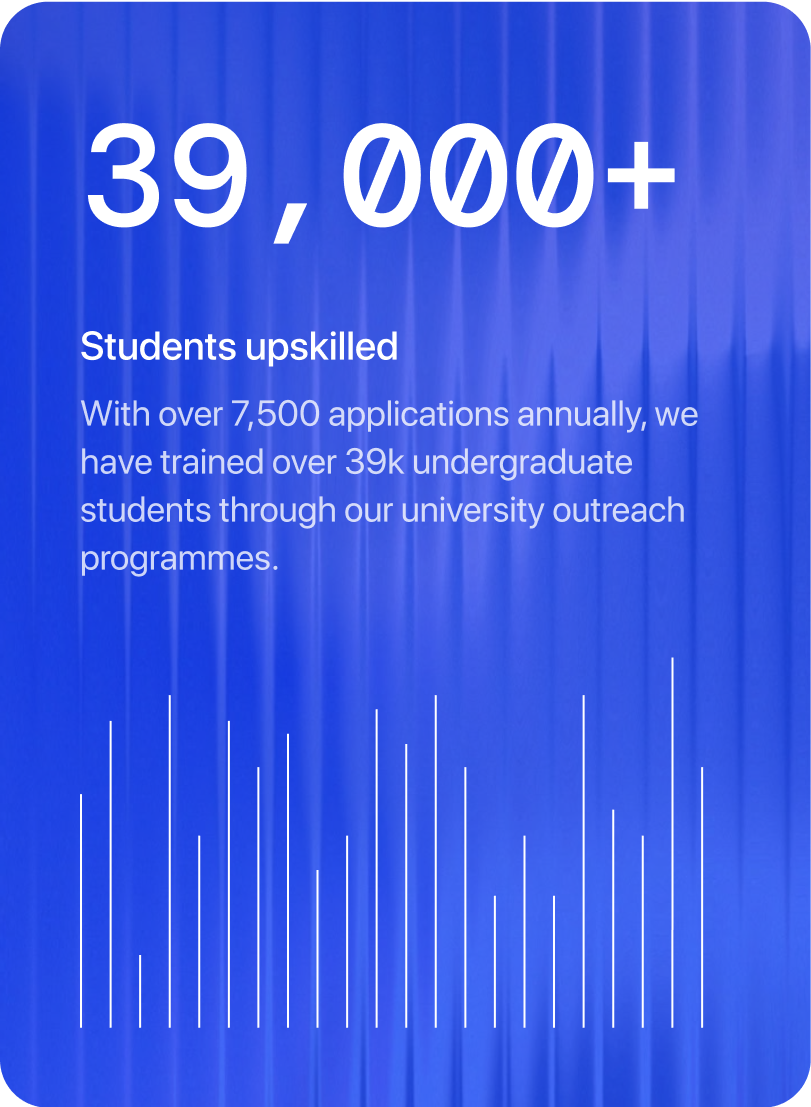 39,000+
Students upskilled
With over 7,500 applications annually, we
have trained over 39k undergraduate
students through our university outreach
programmes.